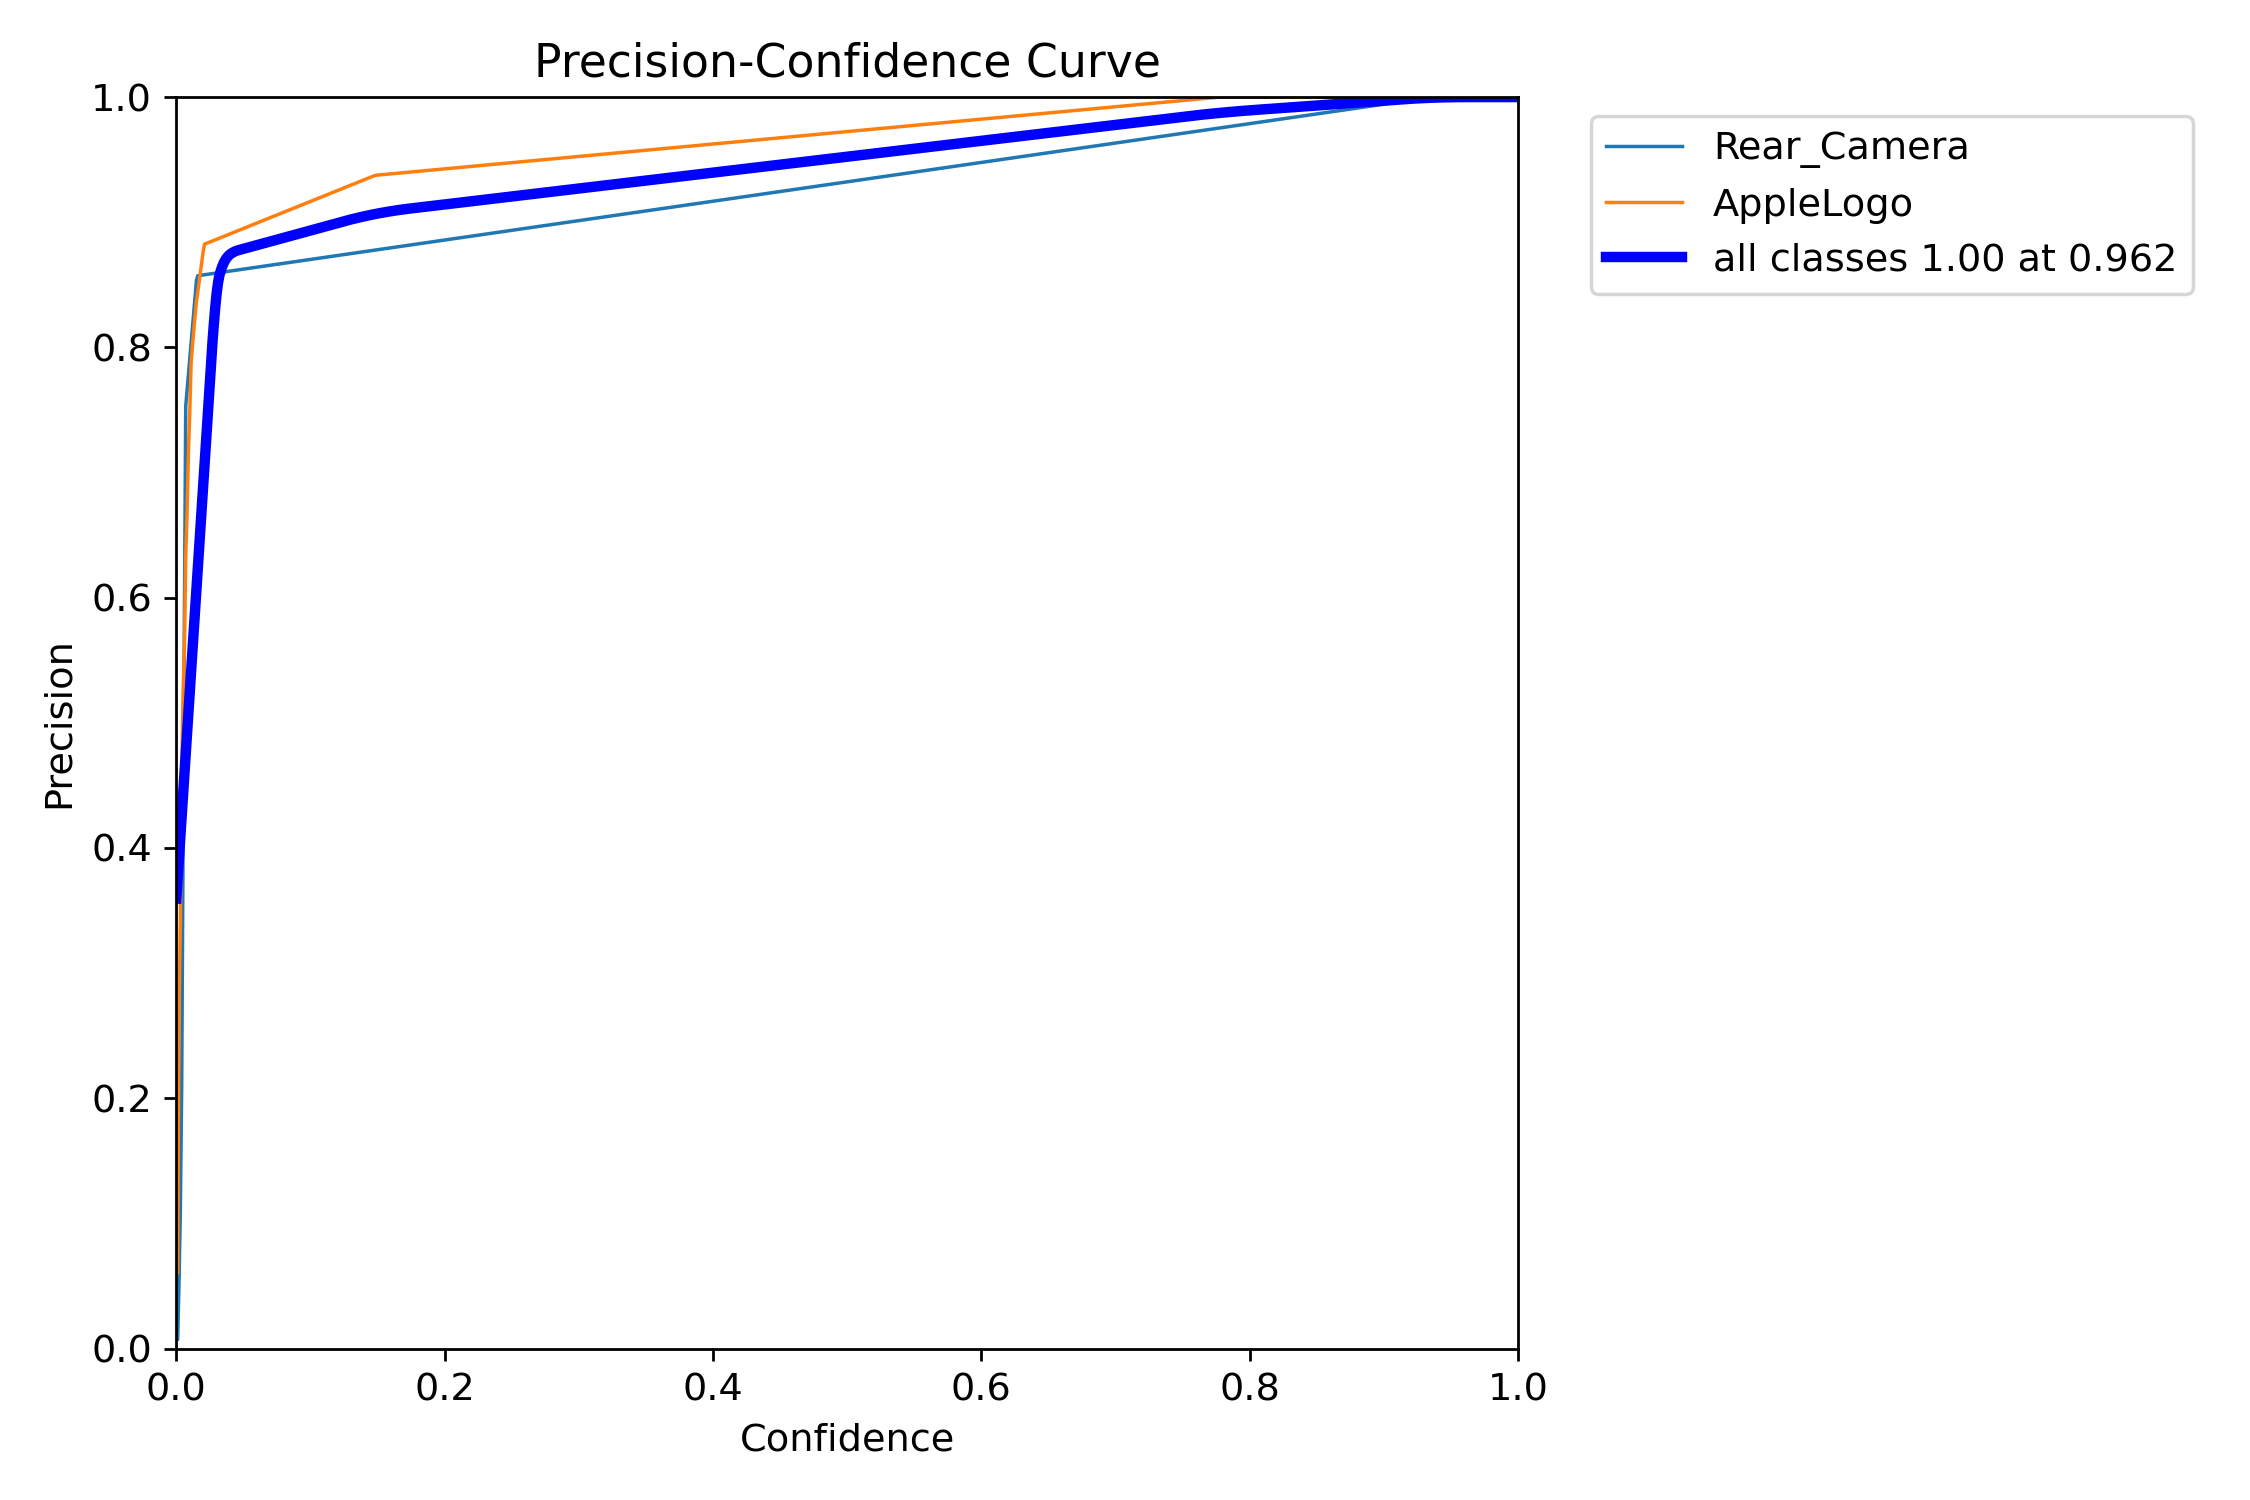 Precision-Confidence Curve
1.0
0.8
0.6
0.4
0.2
0.0
Precision
0.0 0.2 0.4 0.6 0.8 1.0
Confidence
Rear_Camera
AppleLogo
all classes 1.00 at 0.962